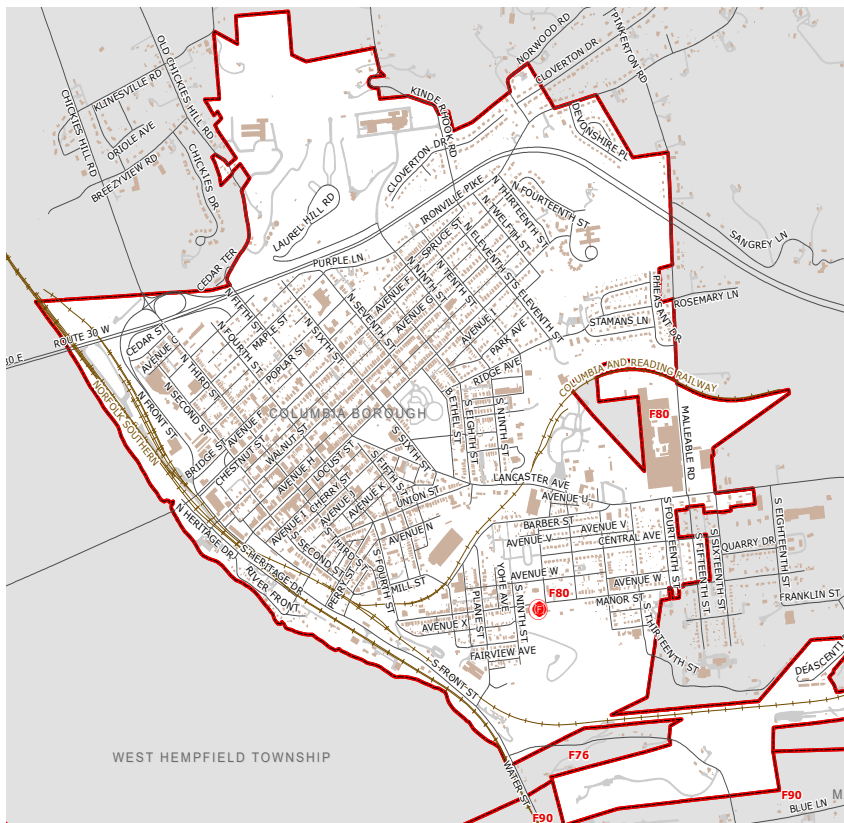 NORWOOD RD
PINKERTON RD
CLOVERTON DR
OLD CHICKIES HILL RD
KLINESVILLE RD
CHICKIES HILL RD
ORIOLE AVE
BREEZYVIEW RD
CHICKIES DR
KINDERHOOK RD
DEVONSHIRE PL
CLOVERTON DR
LAUREL HILL RD
IRONVILLE PIKE
N FOURTEENTH ST
N THIRTEENTH ST
N TWELFTH ST
SPRUCE ST
N ELEVENTH ST
SANGREY LN
CEDAR TER
PURPLE LN
N NINTH ST
N TENTH ST
AVENUE F
AVENUE G
S ELEVENTH ST
PHEASANT DR
ROSEMARY LN
STAMANS LN
N FIFTH ST
N SEVENTH ST
N SIXTH ST
MAPLE ST
N FOURTH ST
POPLAR ST
AVENUE I
PARK AVE
RIDGE AVE
ROUTE 30 W
30 E
CEDAR ST
AVENUE C
N THIRD ST
N SECOND ST
N FRONT ST
NORFOLK SOUTHERN
COLUMBIA AND READING RAILWAY
COLUMBIA BOROUGH
BETHEL ST
S EIGHTH ST
S NINTH ST
F80
MALLEABLE RD
AVENUE F
BRIDGE ST
CHESTNUT ST
WALNUT ST
AVENUE H
LOCUST ST
CHERRY ST
AVENUE J
AVENUE K
AVENUE I
S SIXTH ST
S FIFTH ST
UNION ST
LANCASTER AVE
AVENUE U
BARBER ST
AVENUE V
AVENUE V
CENTRAL AVE
AVENUE N
N HERITAGE DR
S HERITAGE DR
S SECOND ST
S THIRD ST
S FOURTH ST
PERRY ST
MILL ST
RIVER FRONT
S FOURTEENTH ST
S FIFTEENTH ST
S SIXTEENTH ST
S EIGHTEENTH ST
QUARRY DR
FRANKLIN ST
AVENUE W
AVENUE W
F80
F
MANOR ST
YOHE AVE
S NINTH ST
PLANE ST
AVENUE X
FAIRVIEW AVE
S THIRTEENTH ST
S FRONT ST
WEST HEMPFIELD TOWNSHIP
WATER ST
F76
F90
F90
BLUE LN
M